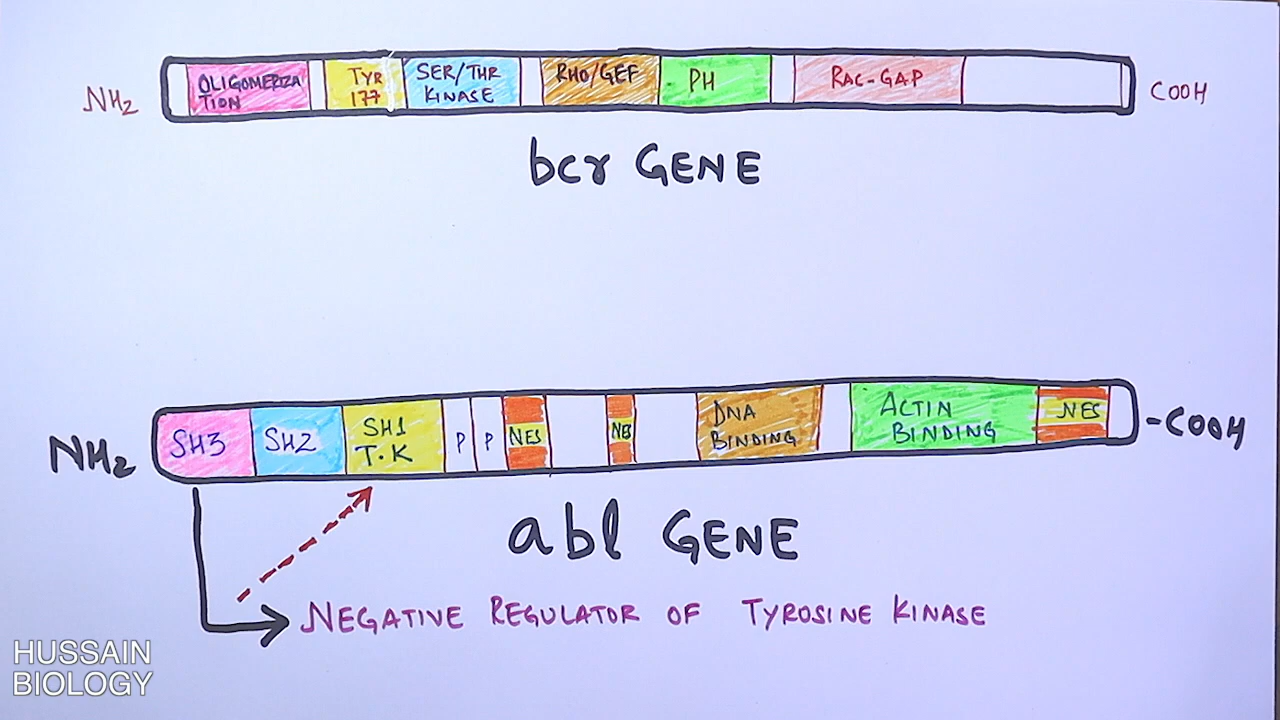 NH2
OLIGOMERIZA
TION
TYR
177
SER/THR
KINASE
RHO/GEF
PH
RAC-GAP
COOH
bcr GENE
NH2
SH3
SH2
SH1
T.K
P
P
NES
NB
DNA
BINDING
ACTIN
BINDING
NES
-COOH
abl GENE
NEGATIVE REGULATOR OF TYROSINE KINASE
HUSSAIN
BIOLOGY